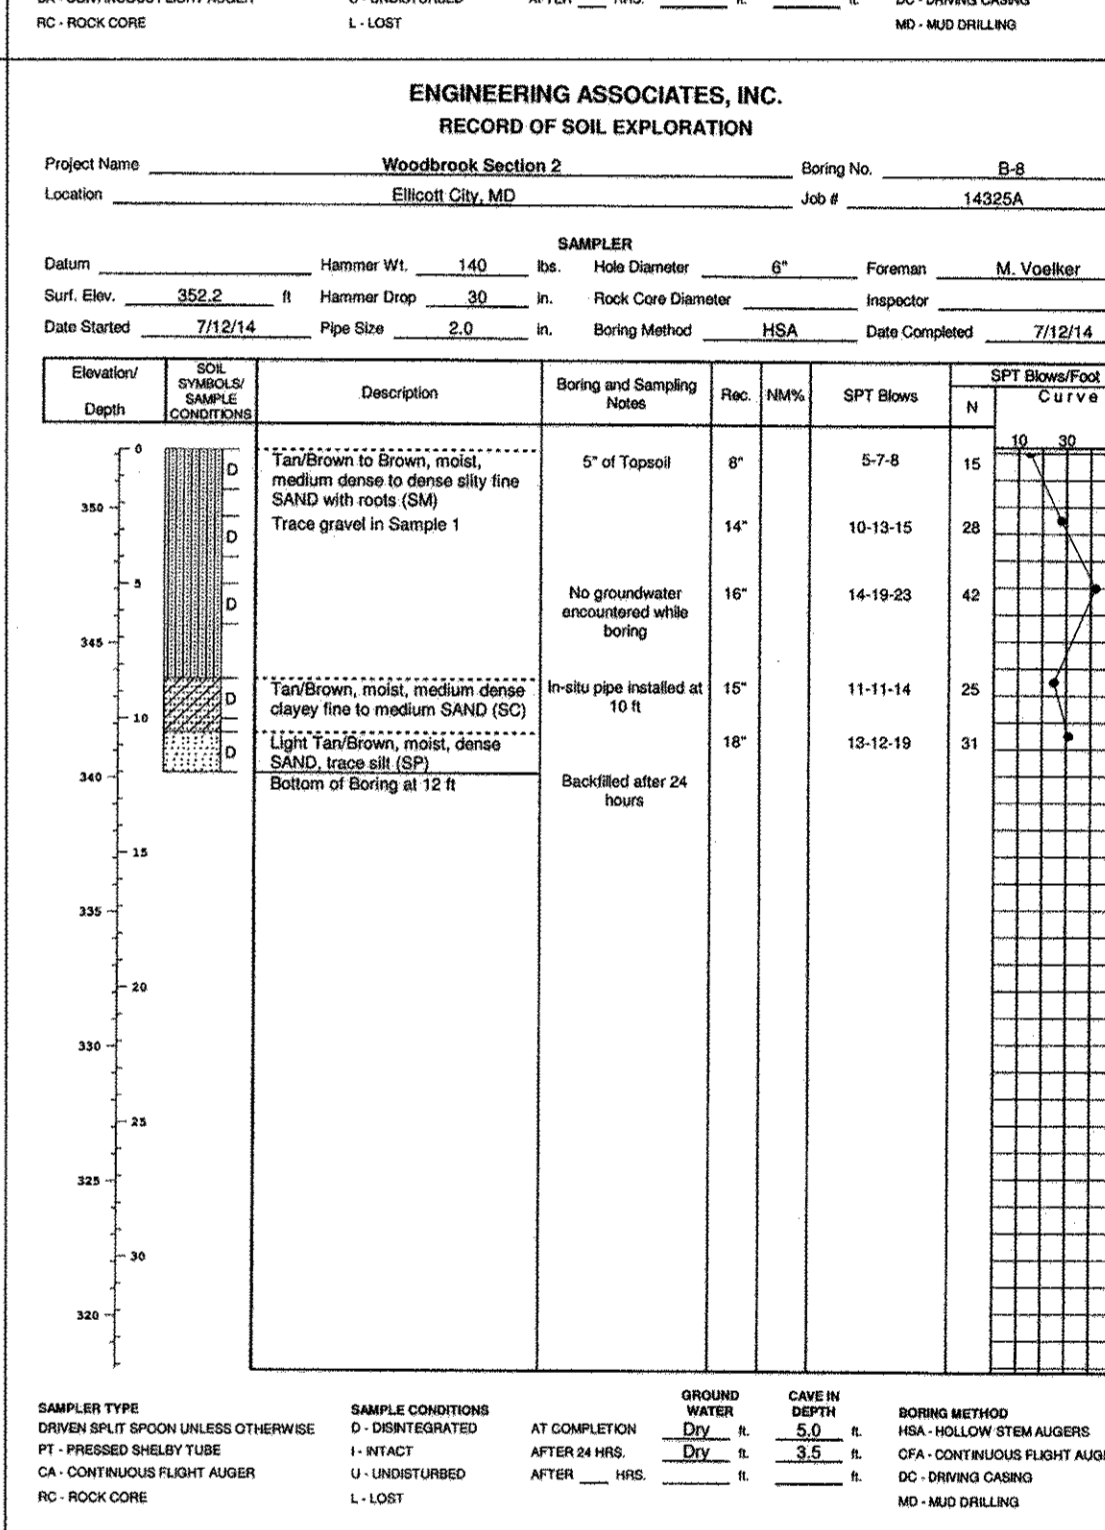 RC - ROCK CORE L - LOST MD - MUD DRILLING
ENGINEERING ASSOCIATES, INC.
RECORD OF SOIL EXPLORATION
Project Name Woodbrook Section 2 Boring No. B-8
Location Ellicott City, MD Job # 14325A
SAMPLER
Datum Hammer Wt. 140 lbs. Hole Diameter 6" Foreman M. Voelker
Surf. Elev. 352.2 ft Hammer Drop 30 in. Rock Core Diameter Inspector
Date Started 7/12/14 Pipe Size 2.0 in. Boring Method HSA Date Completed 7/12/14
Elevation/ Depth SOIL SYMBOLS/ SAMPLE CONDITIONS Description Boring and Sampling Notes Rec. NM% SPT Blows SPT Blows/Foot
N Curve
10 30
0 D Tan/Brown to Brown, moist, 5" of Topsoil 8" 5-7-8 15
medium dense to dense silty fine
350 SAND with roots (SM)
D Trace gravel in Sample 1 14" 10-13-15 28
5 D No groundwater 16" 14-19-23 42
encountered while
345 boring
D Tan/Brown, moist, medium dense In-situ pipe installed at 15" 11-11-14 25
10 clayey fine to medium SAND (SC) 10 ft
D Light Tan/Brown, moist, dense 18" 13-12-19 31
SAND, trace silt (SP)
340 Bottom of Boring at 12 ft Backfilled after 24
hours
15
335
20
330
25
325
30
320
GROUND WATER CAVE IN DEPTH
SAMPLER TYPE SAMPLE CONDITIONS BORING METHOD
DRIVEN SPLIT SPOON UNLESS OTHERWISE D - DISINTEGRATED AT COMPLETION Dry ft. 5.0 ft. HSA - HOLLOW STEM AUGERS
PT - PRESSED SHELBY TUBE I - INTACT AFTER 24 HRS. Dry ft. 3.5 ft. CFA - CONTINUOUS FLIGHT AUGE
CA - CONTINUOUS FLIGHT AUGER U - UNDISTURBED AFTER HRS. ft. ft. DC - DRIVING CASING
RC - ROCK CORE L - LOST MD - MUD DRILLING